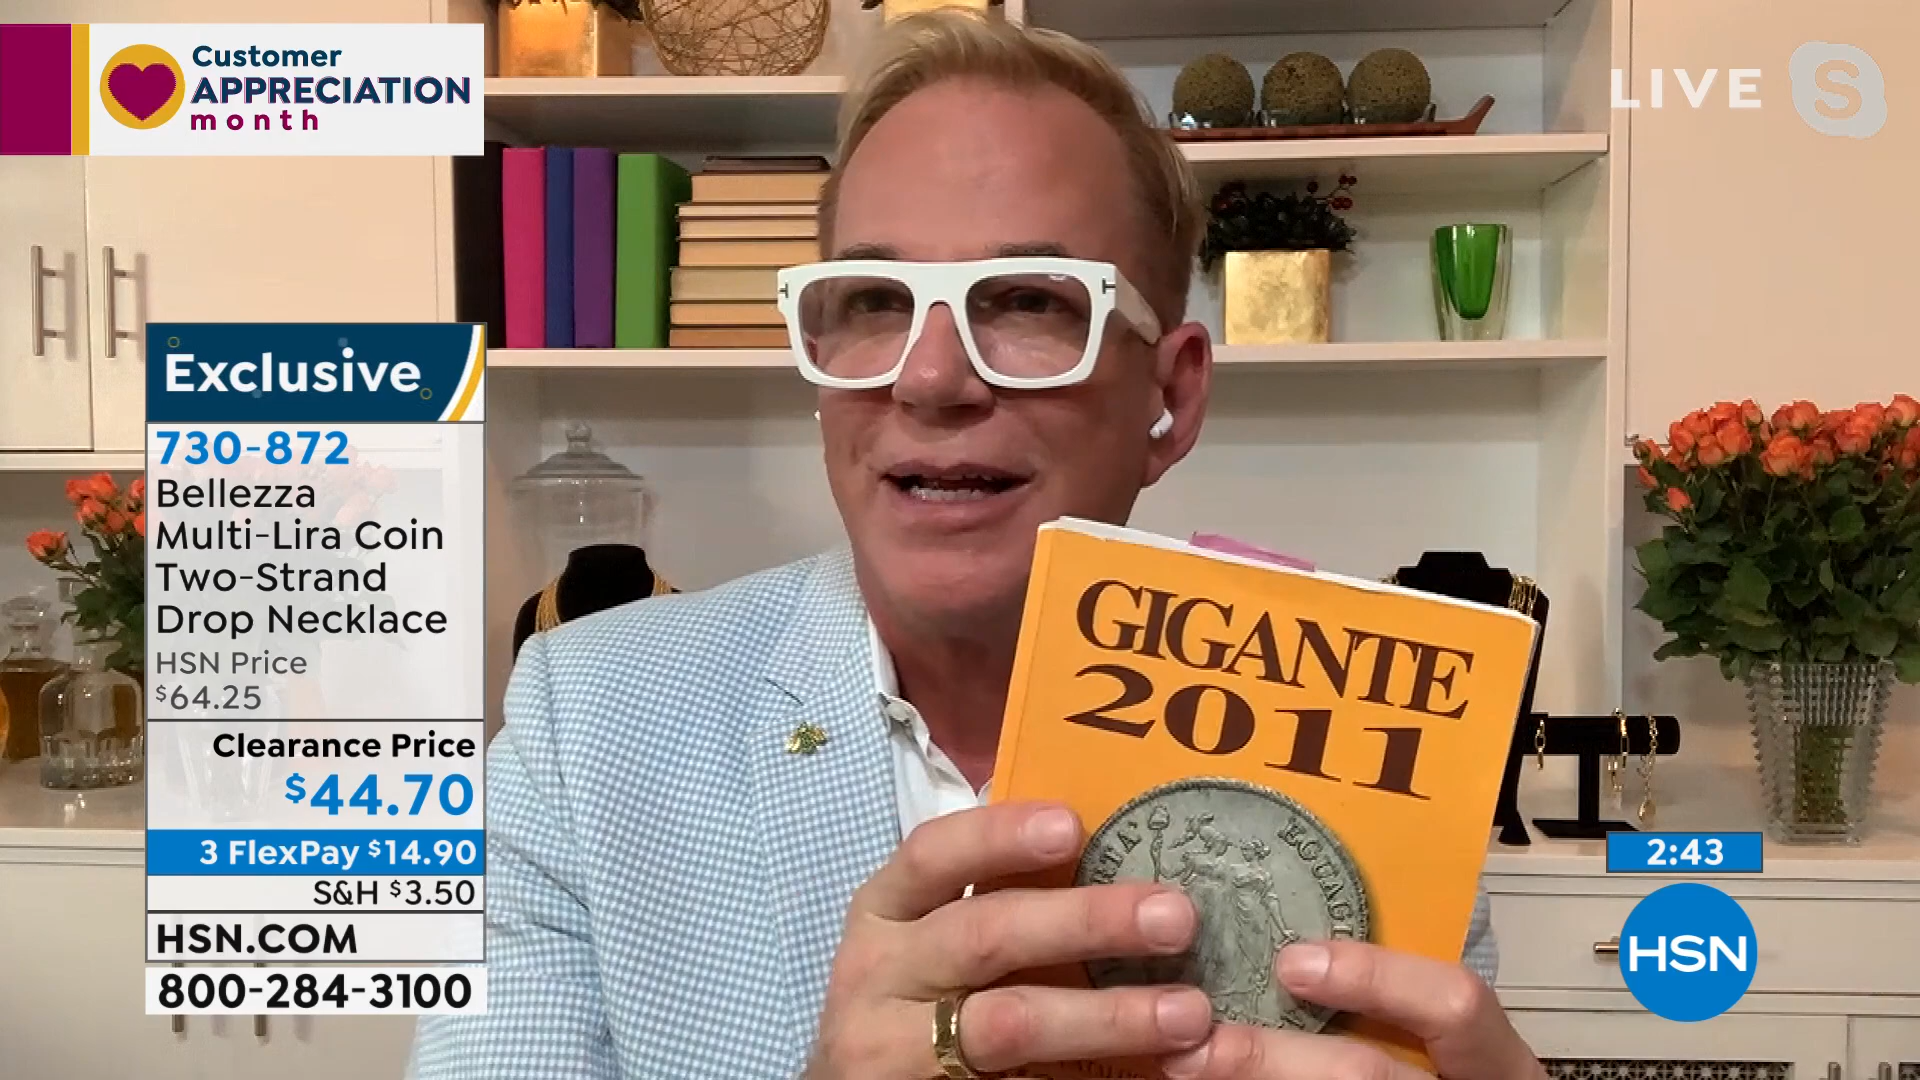 Customer
APPRECIATION
month
LIVE S
Exclusive
730-872
Bellezza
Multi-Lira Coin
Two-Strand
Drop Necklace
HSN Price
$64.25
Clearance Price
$44.70
3 FlexPay $14.90
S&H $3.50
HSN.COM
800-284-3100
GIGANTE
2011
EGUAGL
2:43
HSN